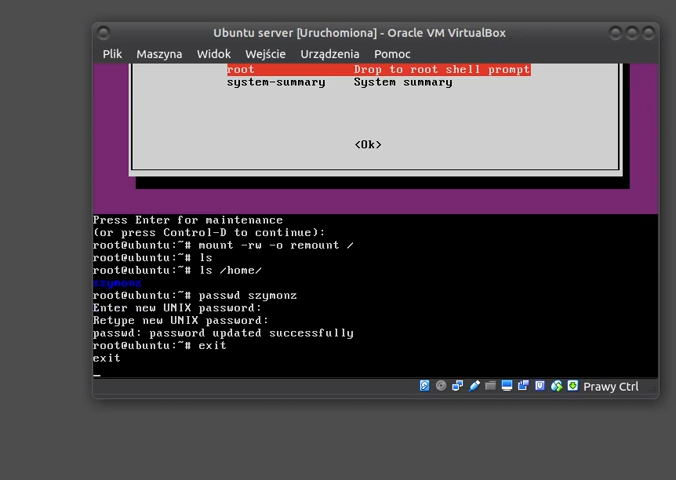 Ubuntu server [Uruchomiona] - Oracle VM VirtualBox
Plik Maszyna Widok Wejście Urządzenia Pomoc
root Drop to root shell prompt
system-summary System summary
<Ok>
Press Enter for maintenance
(or press Control-D to continue):
root@ubuntu:~# mount -rw -o remount /
root@ubuntu:~# ls
root@ubuntu:~# ls /home/
szymonz
root@ubuntu:~# passwd szymonz
Enter new UNIX password:
Retype new UNIX password:
passwd: password updated successfully
root@ubuntu:~# exit
exit
Prawy Ctrl